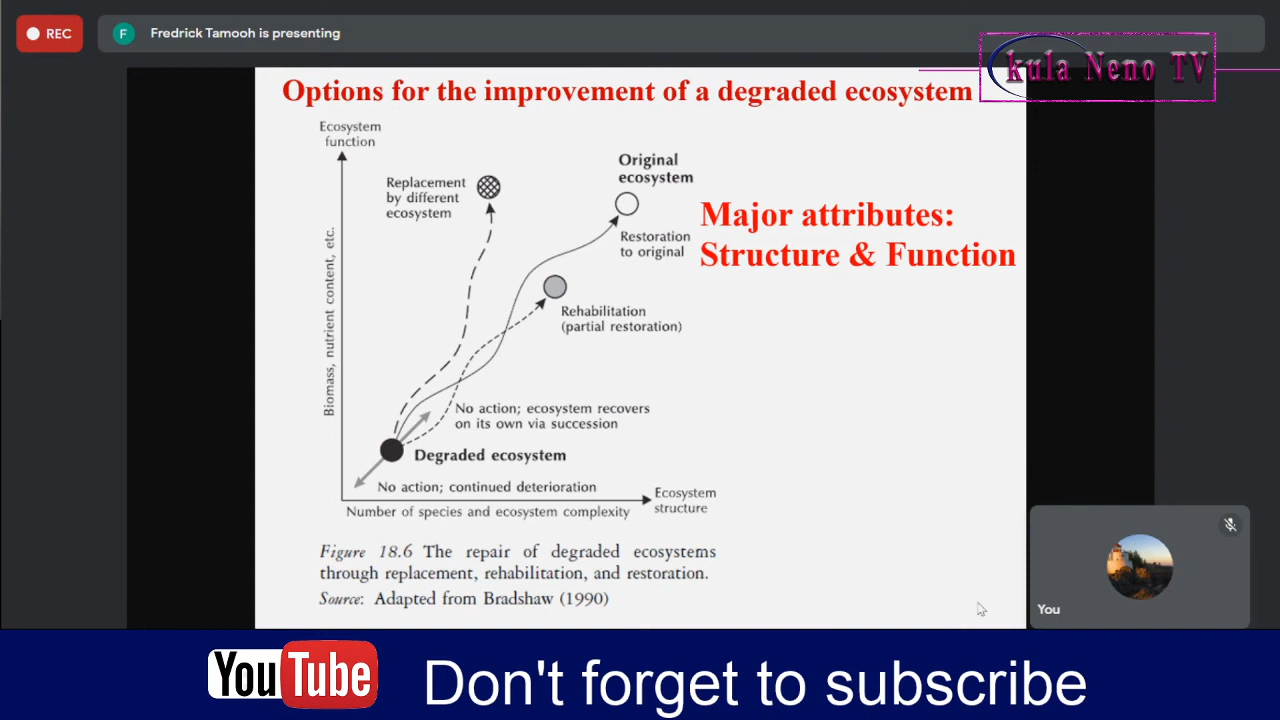 REC
F
Fredrick Tamooh is presenting
kula Neno TV
Options for the improvement of a degraded ecosystem
Ecosystem
function
Original
ecosystem
Replacement
by different
ecosystem
Major attributes:
Structure & Function
Restoration
to original
Rehabilitation
(partial restoration)
Biomass, nutrient content, etc.
No action; ecosystem recovers
on its own via succession
Degraded ecosystem
No action; continued deterioration
Ecosystem
structure
Number of species and ecosystem complexity
Figure 18.6 The repair of degraded ecosystems
through replacement, rehabilitation, and restoration.
Source: Adapted from Bradshaw (1990)
You
YouTube
Don't forget to subscribe